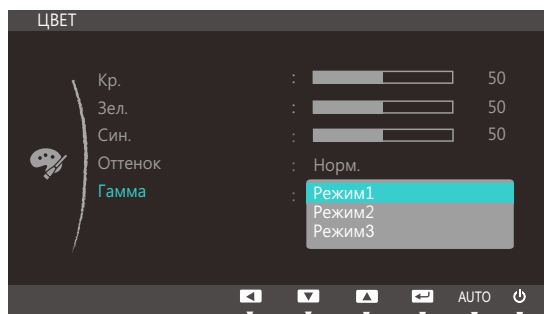 ЦВЕТ
Кр. : 50
Зел. : 50
Син. : 50
Оттенок : Норм.
Гамма : Режим1
Режим2
Режим3
AUTO